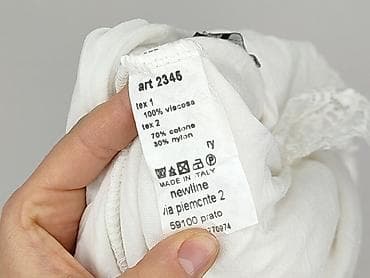 art 2345
tex 1
100% viscosa
tex 2
70% cotone
30% nylon
ry
MADE IN ITALY
newline
via piemonte 2
59100 prato